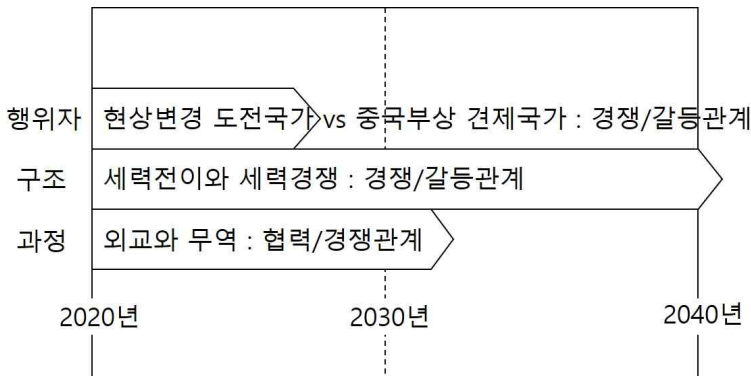 행위자 현상변경 도전국가 vs 중국부상 견제국가 : 경쟁/갈등관계
구조 세력전이와 세력경쟁 : 경쟁/갈등관계
과정 외교와 무역 : 협력/경쟁관계
2020년 2030년 2040년